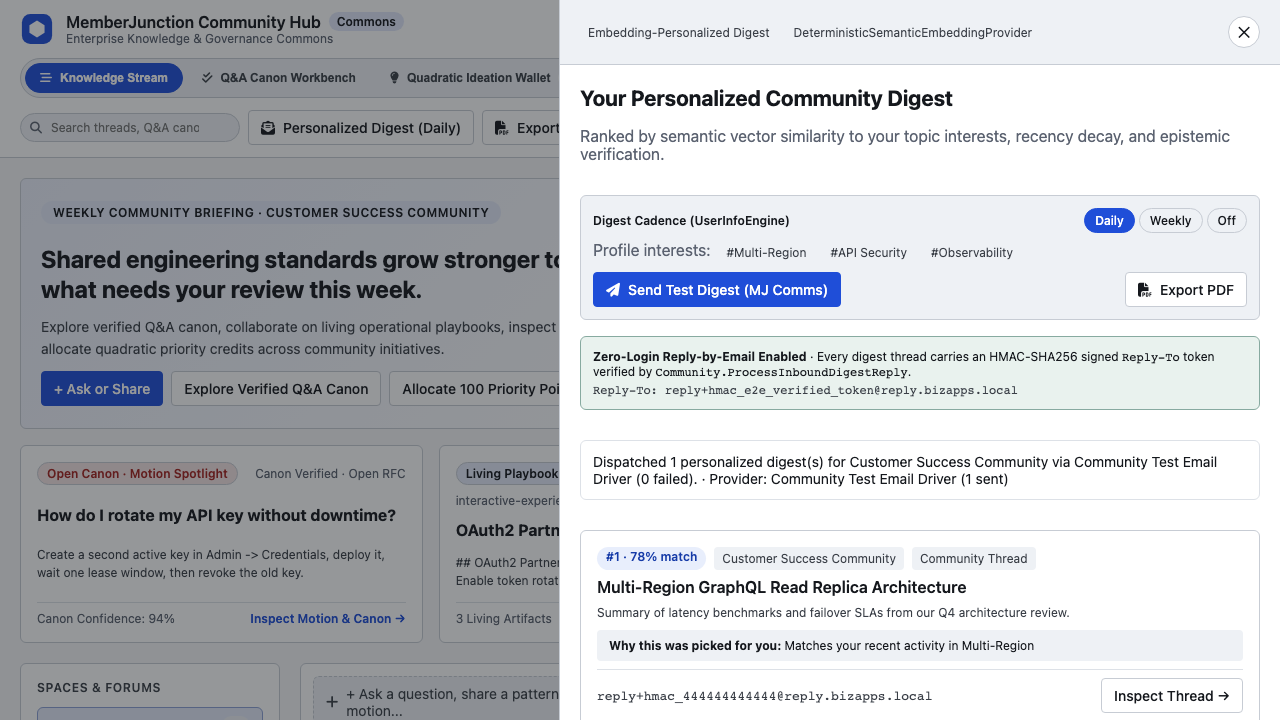 MemberJunction Community Hub
Commons
Enterprise Knowledge & Governance Commons
Knowledge Stream
Q&A Canon Workbench
Quadratic Ideation Wallet
Search threads, Q&A cano
Personalized Digest (Daily)
Export
WEEKLY COMMUNITY BRIEFING · CUSTOMER SUCCESS COMMUNITY
Shared engineering standards grow stronger to
what needs your review this week.
Explore verified Q&A canon, collaborate on living operational playbooks, inspect
allocate quadratic priority credits across community initiatives.
+ Ask or Share
Explore Verified Q&A Canon
Allocate 100 Priority Poi
Open Canon · Motion Spotlight
Canon Verified · Open RFC
How do I rotate my API key without downtime?
Create a second active key in Admin -> Credentials, deploy it,
wait one lease window, then revoke the old key.
Canon Confidence: 94%
Inspect Motion & Canon →
Living Playbook
interactive-experie
OAuth2 Partn
## OAuth2 Partner
Enable token rotat
3 Living Artifacts
SPACES & FORUMS
+ Ask a question, share a pattern
motion...
Embedding-Personalized Digest
DeterministicSemanticEmbeddingProvider
Your Personalized Community Digest
Ranked by semantic vector similarity to your topic interests, recency decay, and epistemic
verification.
Digest Cadence (UserInfoEngine)
Daily
Weekly
Off
Profile interests:
#Multi-Region
#API Security
#Observability
Send Test Digest (MJ Comms)
Export PDF
Zero-Login Reply-by-Email Enabled · Every digest thread carries an HMAC-SHA256 signed Reply-To token
verified by Community.ProcessInboundDigestReply.
Reply-To: reply+hmac_e2e_verified_token@reply.bizapps.local
Dispatched 1 personalized digest(s) for Customer Success Community via Community Test Email
Driver (0 failed). · Provider: Community Test Email Driver (1 sent)
#1 · 78% match
Customer Success Community
Community Thread
Multi-Region GraphQL Read Replica Architecture
Summary of latency benchmarks and failover SLAs from our Q4 architecture review.
Why this was picked for you: Matches your recent activity in Multi-Region
reply+hmac_444444444444@reply.bizapps.local
Inspect Thread →